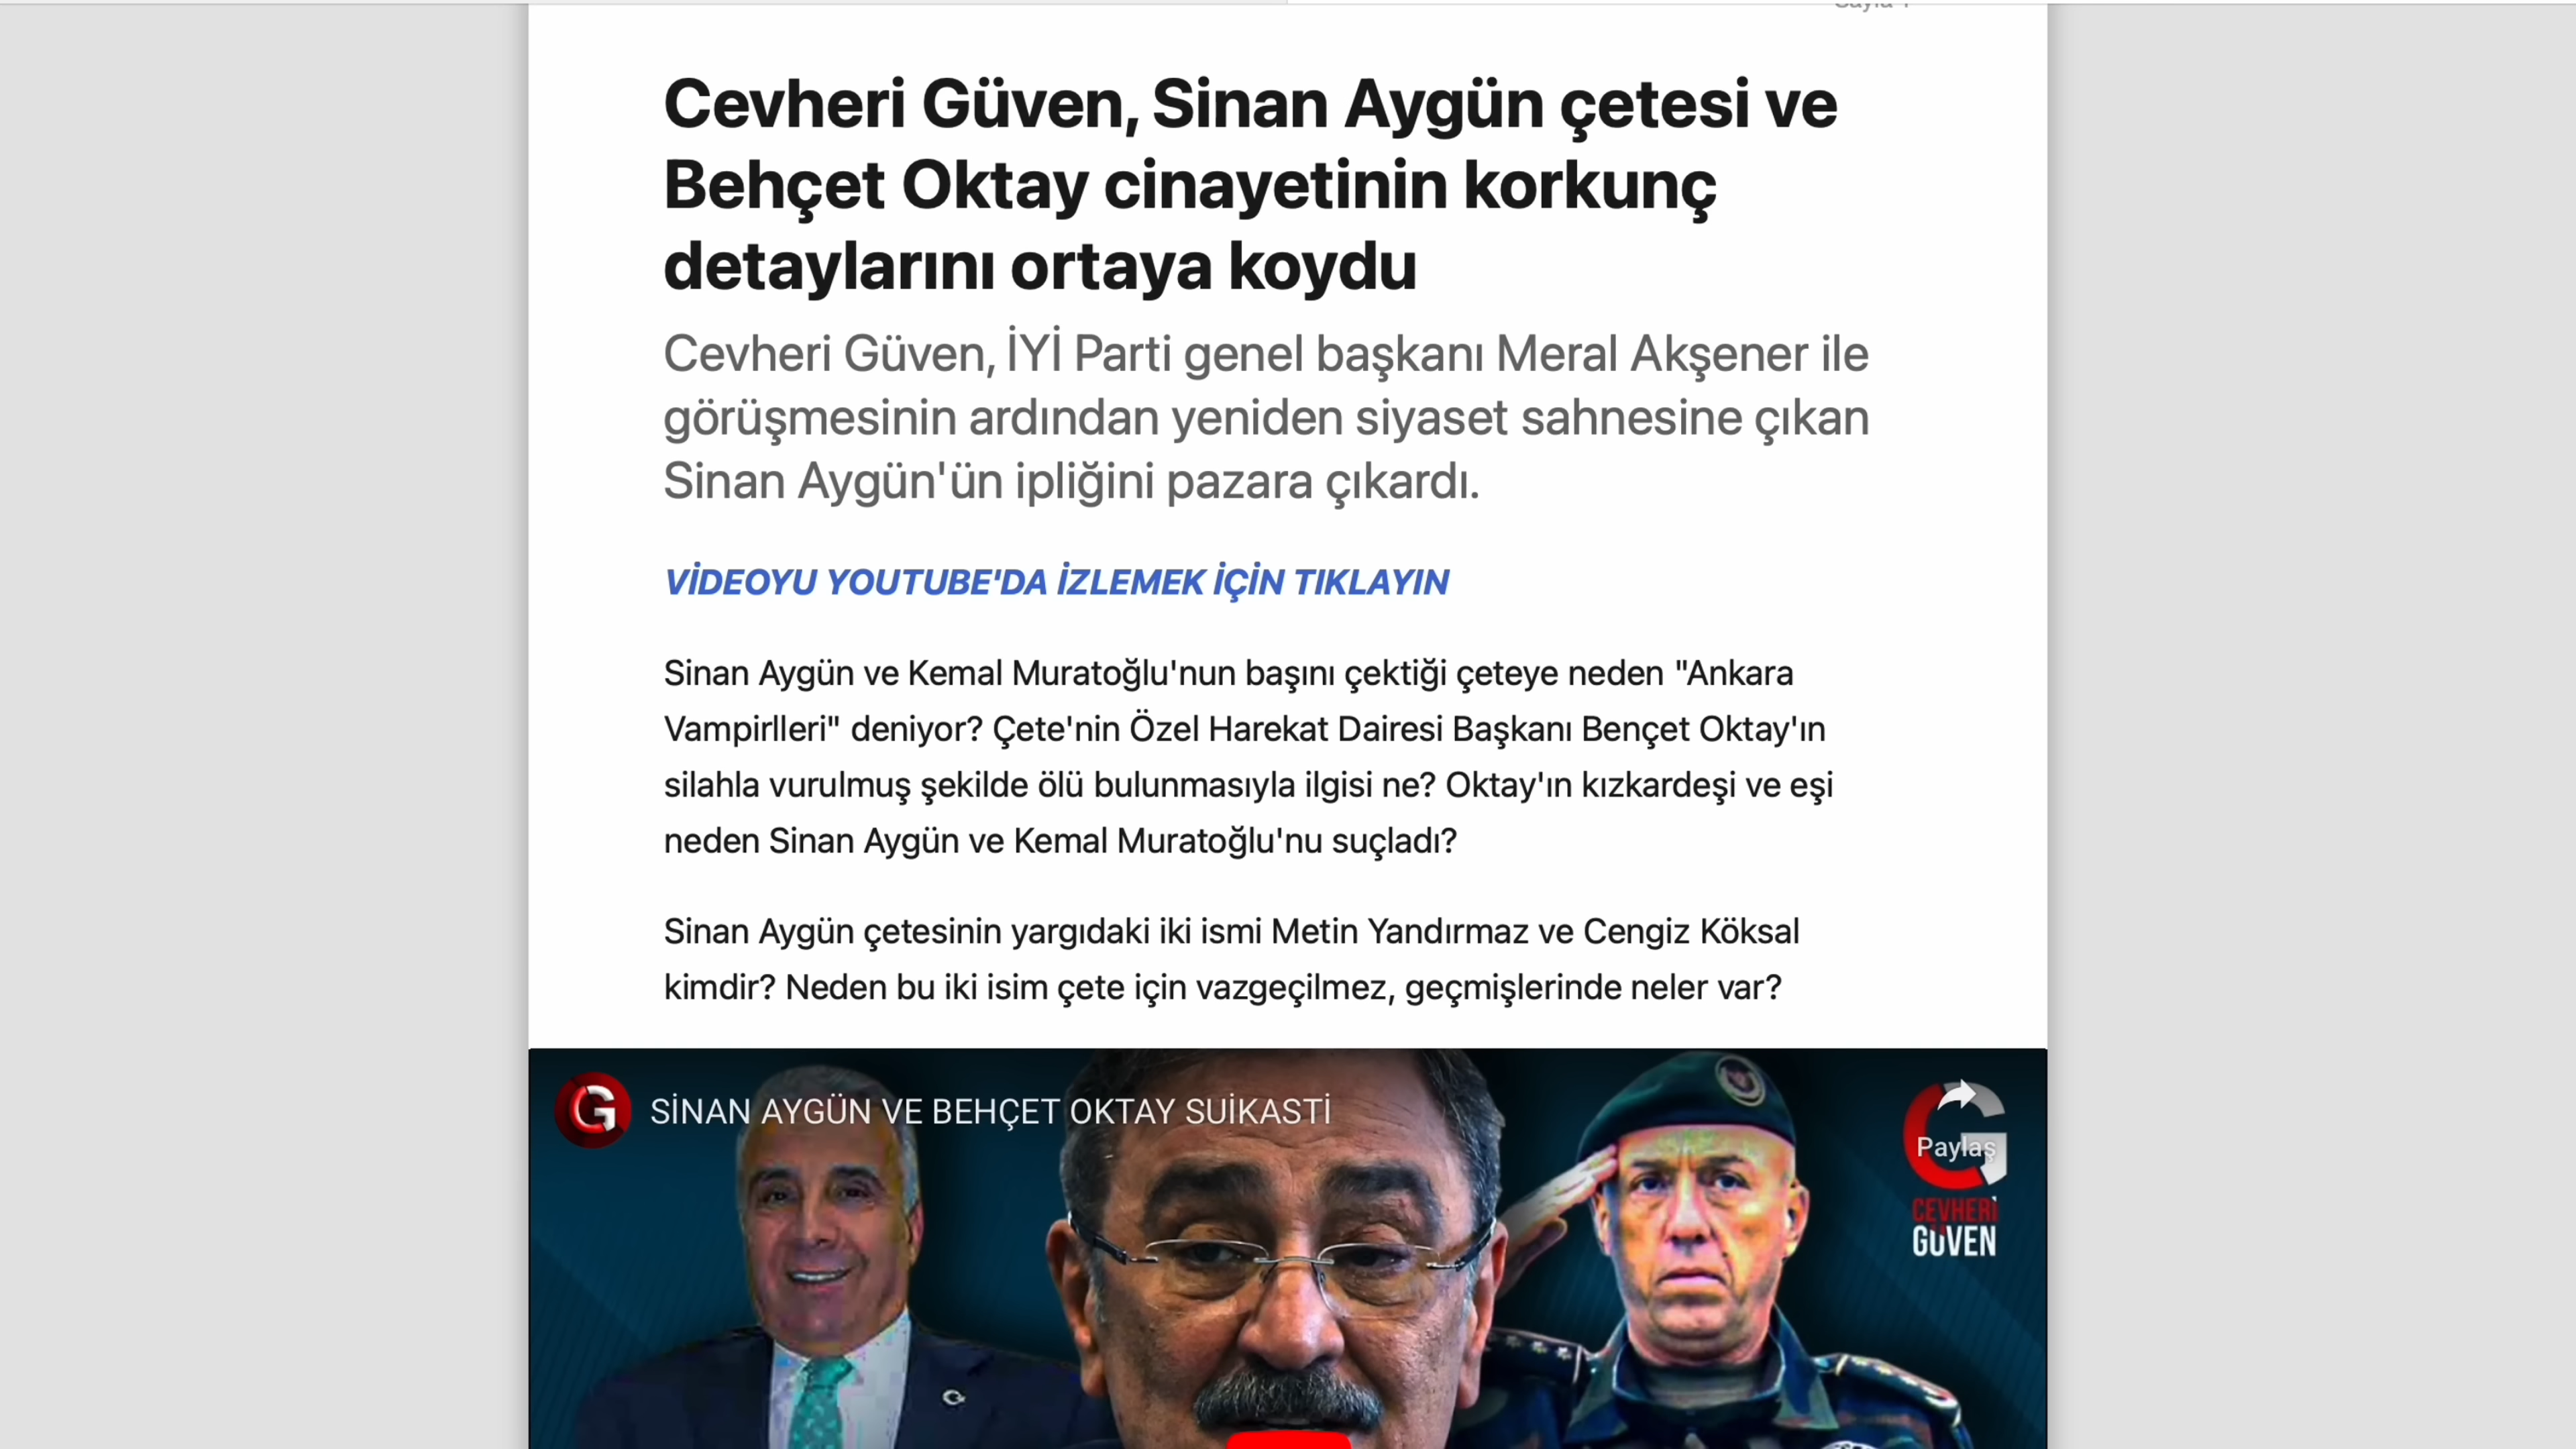 Cevheri Güven, Sinan Aygün çetesi ve
Behçet Oktay cinayetinin korkunç
detaylarını ortaya koydu
Cevheri Güven, İYİ Parti genel başkanı Meral Akşener ile
görüşmesinin ardından yeniden siyaset sahnesine çıkan
Sinan Aygün'ün ipliğini pazara çıkardı.
VİDEOYU YOUTUBE'DA İZLEMEK İÇİN TIKLAYIN
Sinan Aygün ve Kemal Muratoğlu'nun başını çektiği çeteye neden "Ankara
Vampirlleri" deniyor? Çete'nin Özel Harekat Dairesi Başkanı Bençet Oktay'ın
silahla vurulmuş şekilde ölü bulunmasıyla ilgisi ne? Oktay'ın kızkardeşi ve eşi
neden Sinan Aygün ve Kemal Muratoğlu'nu suçladı?
Sinan Aygün çetesinin yargıdaki iki ismi Metin Yandırmaz ve Cengiz Köksal
kimdir? Neden bu iki isim çete için vazgeçilmez, geçmişlerinde neler var?
SİNAN AYGÜN VE BEHÇET OKTAY SUİKASTİ
Paylaş
CEVHERİ
GÜVEN